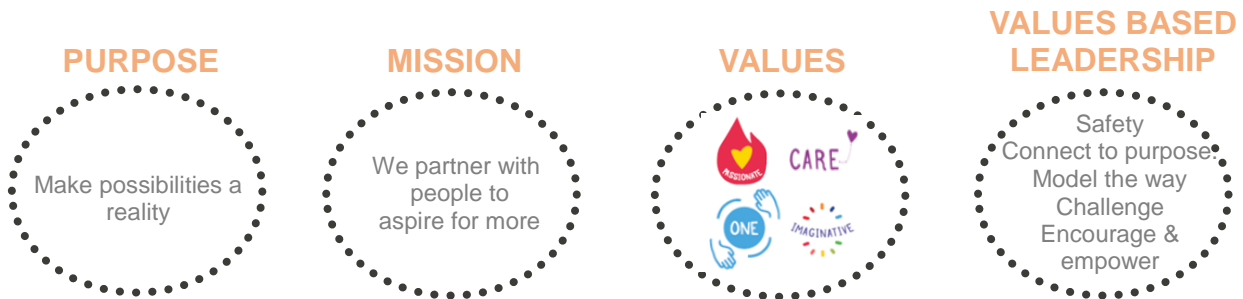 PURPOSE
Make possibilities a
reality
MISSION
We partner with
people to
aspire for more
VALUES
PASSIONATE
CARE
ONE
IMAGINATIVE
VALUES BASED
LEADERSHIP
Safety
Connect to purpose.
Model the way
Challenge
Encourage &
empower